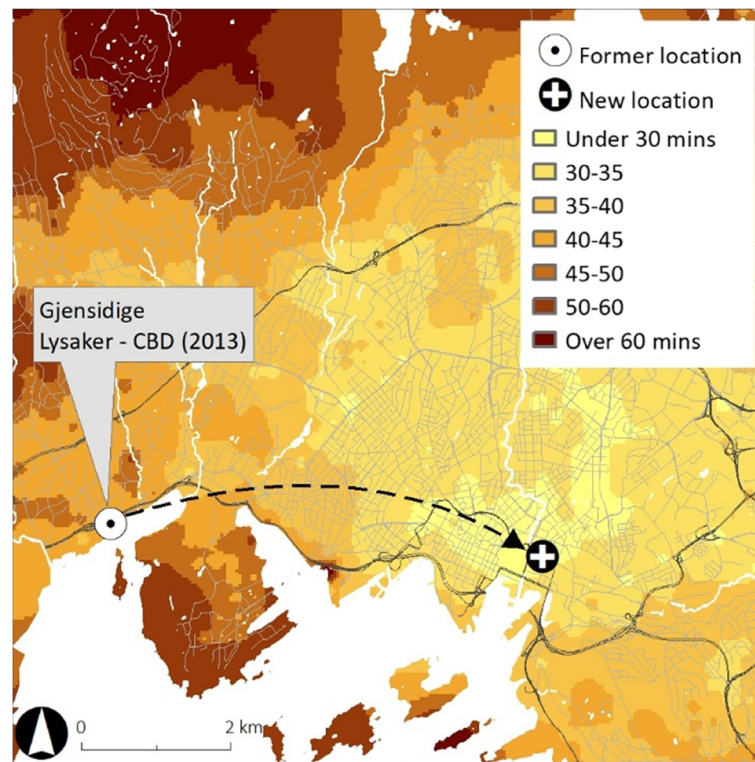 Former location
New location
Under 30 mins
30-35
35-40
40-45
45-50
50-60
Over 60 mins
Gjensidige
Lysaker - CBD (2013)
0
2 km